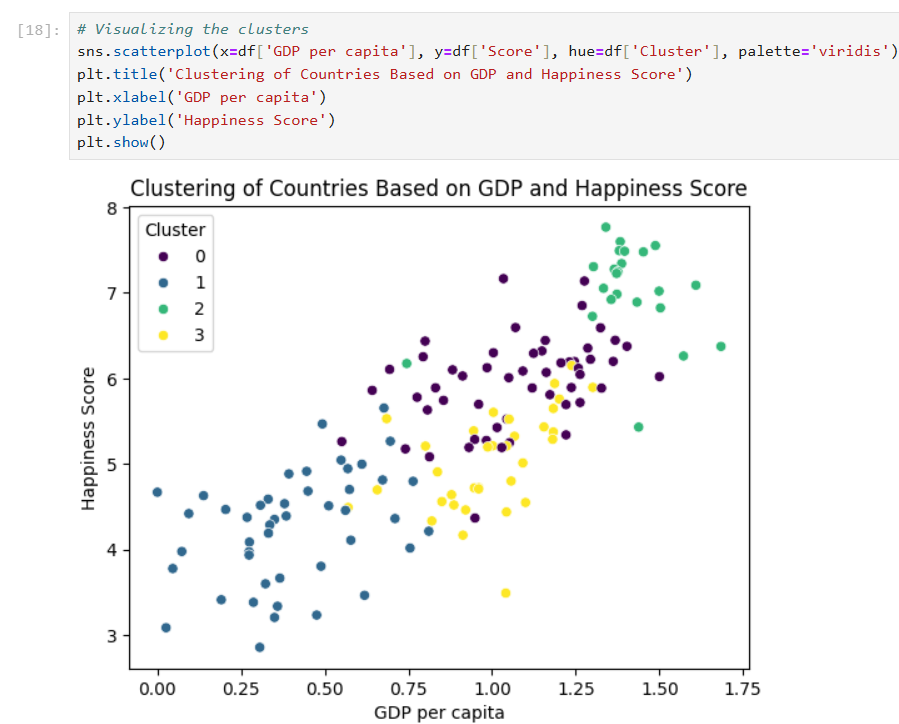 [18]: # Visualizing the clusters
sns.scatterplot(x=df['GDP per capita'], y=df['Score'], hue=df['Cluster'], palette='viridis')
plt.title('Clustering of Countries Based on GDP and Happiness Score')
plt.xlabel('GDP per capita')
plt.ylabel('Happiness Score')
plt.show()
Clustering of Countries Based on GDP and Happiness Score
Cluster
0
1
2
3
Happiness Score
8
7
6
5
4
3
0.00 0.25 0.50 0.75 1.00 1.25 1.50 1.75
GDP per capita